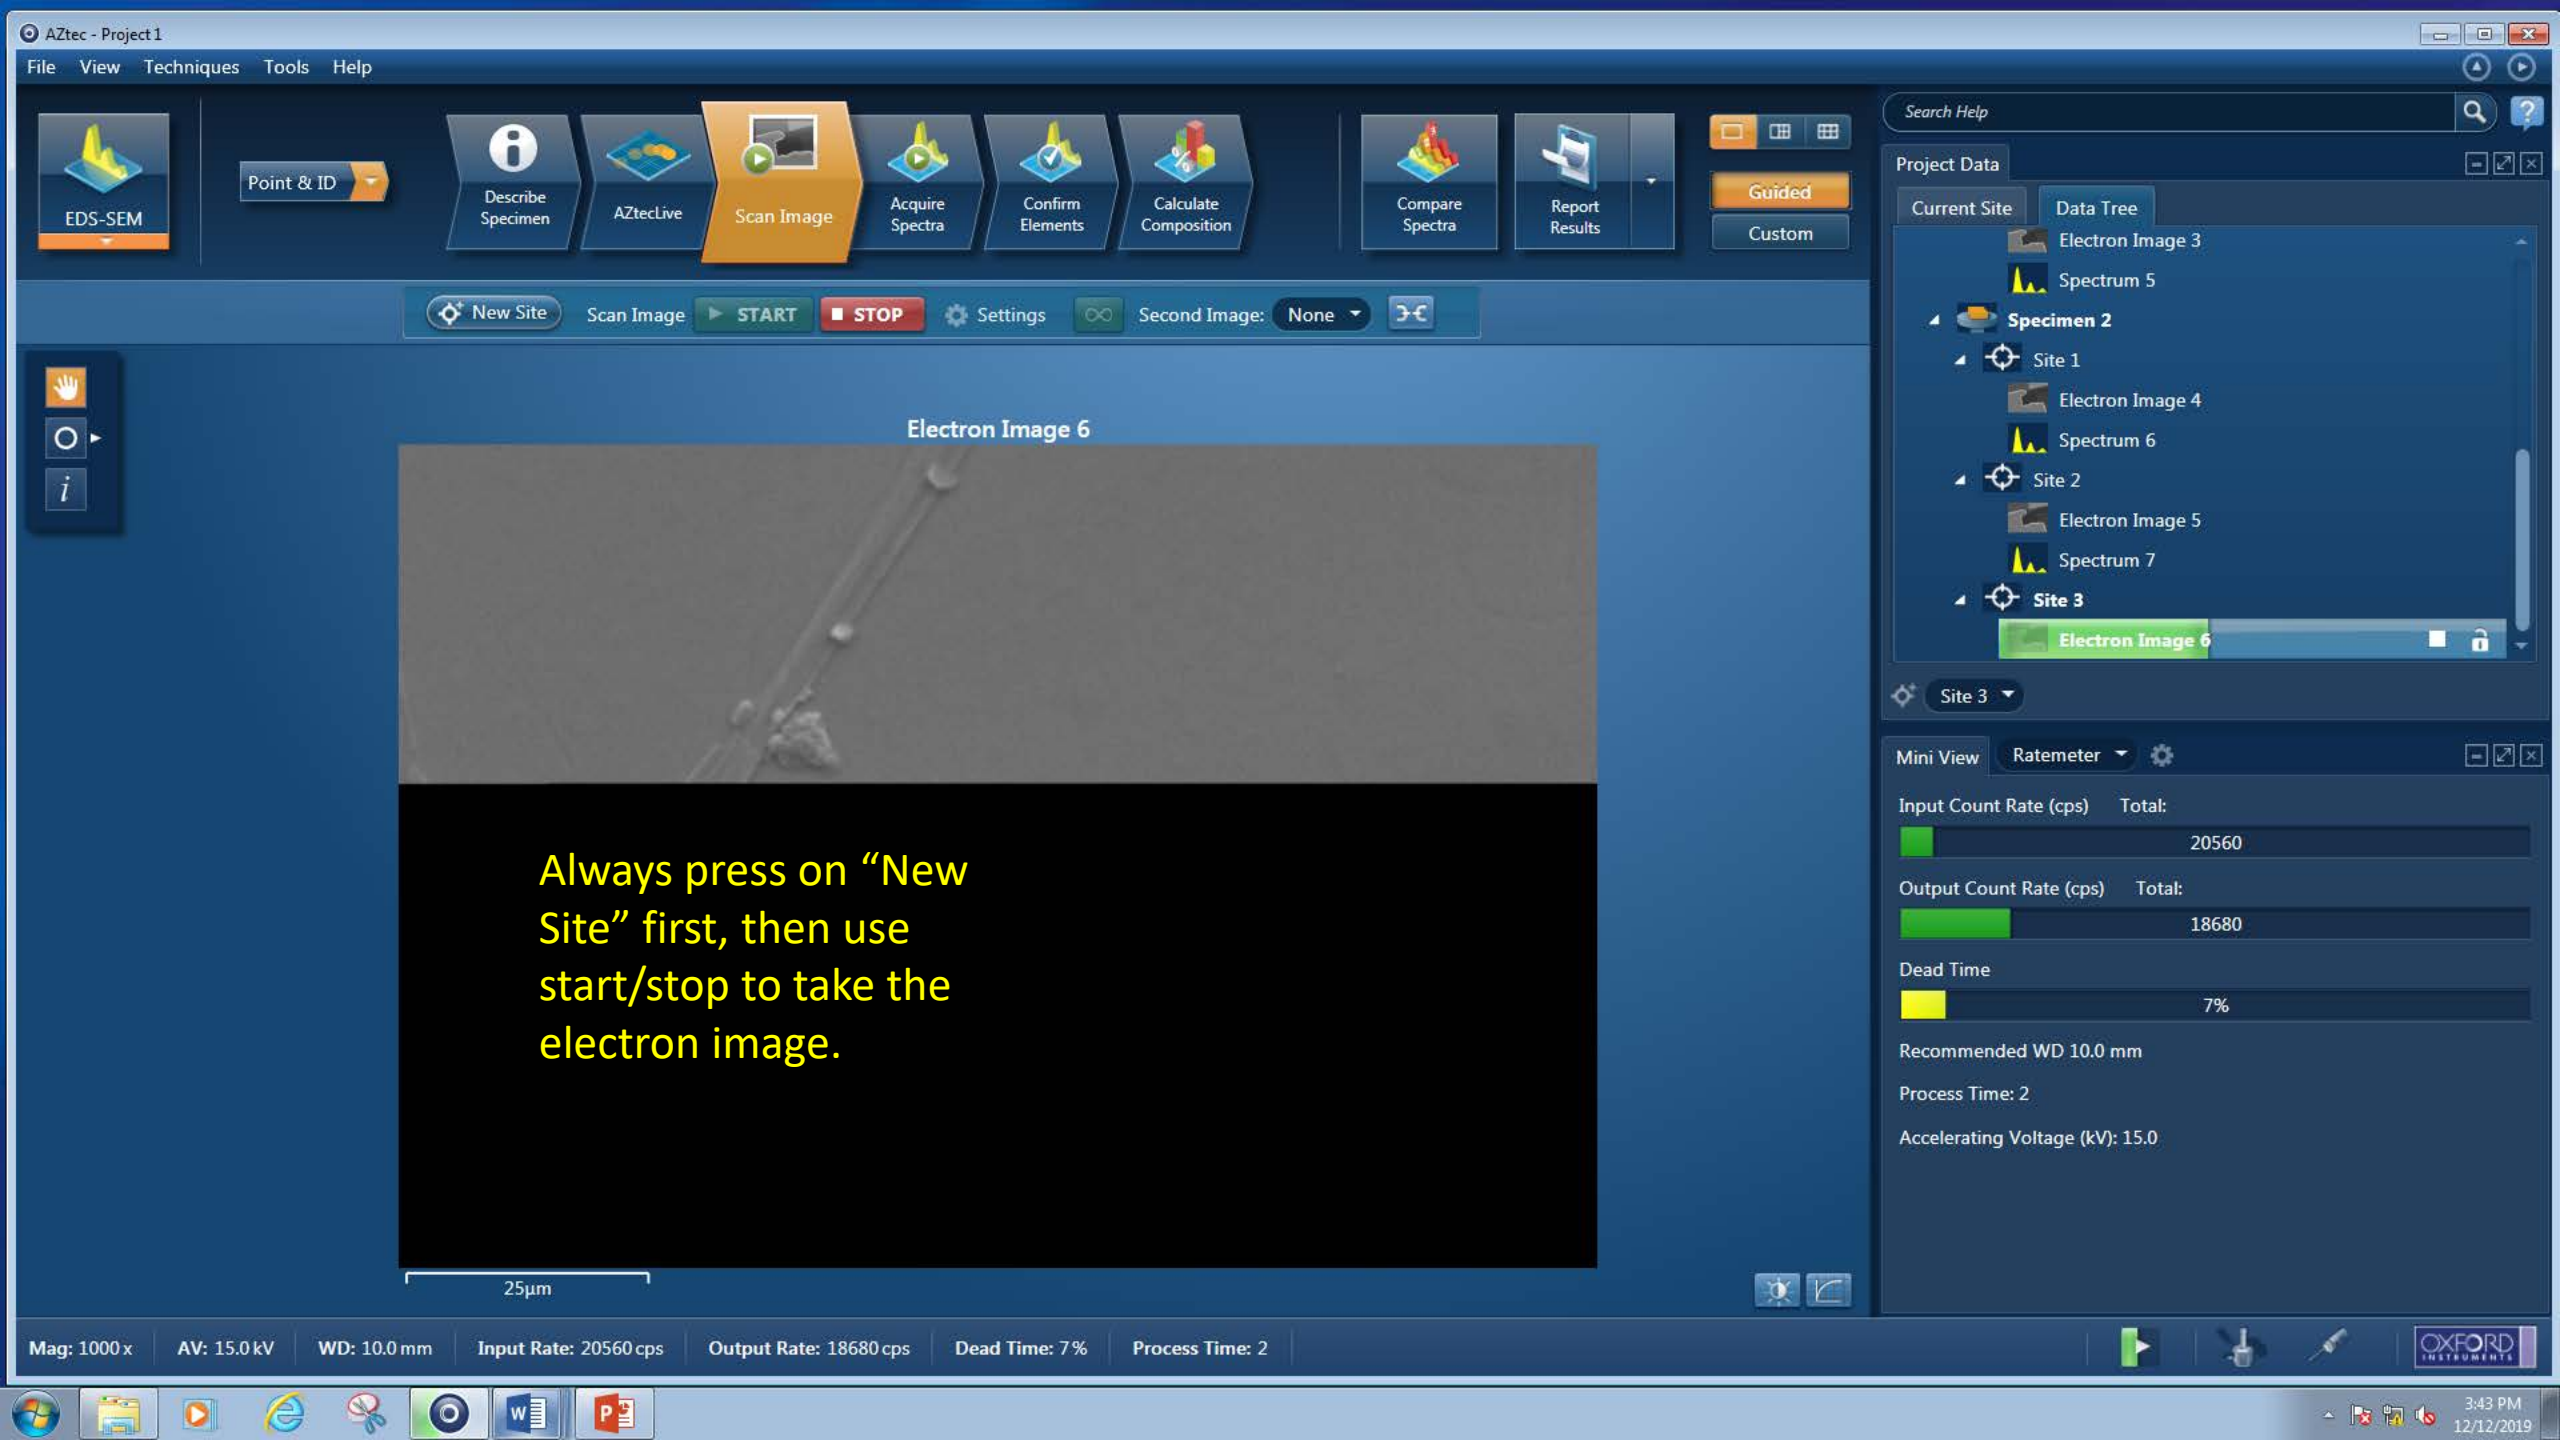 AZtec - Project 1
File View Techniques Tools Help
EDS-SEM
Point & ID
Describe
Specimen
AZtecLive
Scan Image
Acquire
Spectra
Confirm
Elements
Calculate
Composition
Compare
Spectra
Report
Results
Guided
Custom
Search Help
?
Project Data
Current Site Data Tree
Electron Image 3
Spectrum 5
Specimen 2
Site 1
Electron Image 4
Spectrum 6
Site 2
Electron Image 5
Spectrum 7
Site 3
Electron Image 6
Site 3
New Site Scan Image START STOP Settings Second Image: None
i
Electron Image 6
Always press on “New
Site” first, then use
start/stop to take the
electron image.
25µm
Mini View Ratemeter
Input Count Rate (cps) Total:
20560
Output Count Rate (cps) Total:
18680
Dead Time
7%
Recommended WD 10.0 mm
Process Time: 2
Accelerating Voltage (kV): 15.0
Mag: 1000 x AV: 15.0 kV WD: 10.0 mm Input Rate: 20560 cps Output Rate: 18680 cps Dead Time: 7 % Process Time: 2
OXFORD
INSTRUMENTS
3:43 PM
12/12/2019